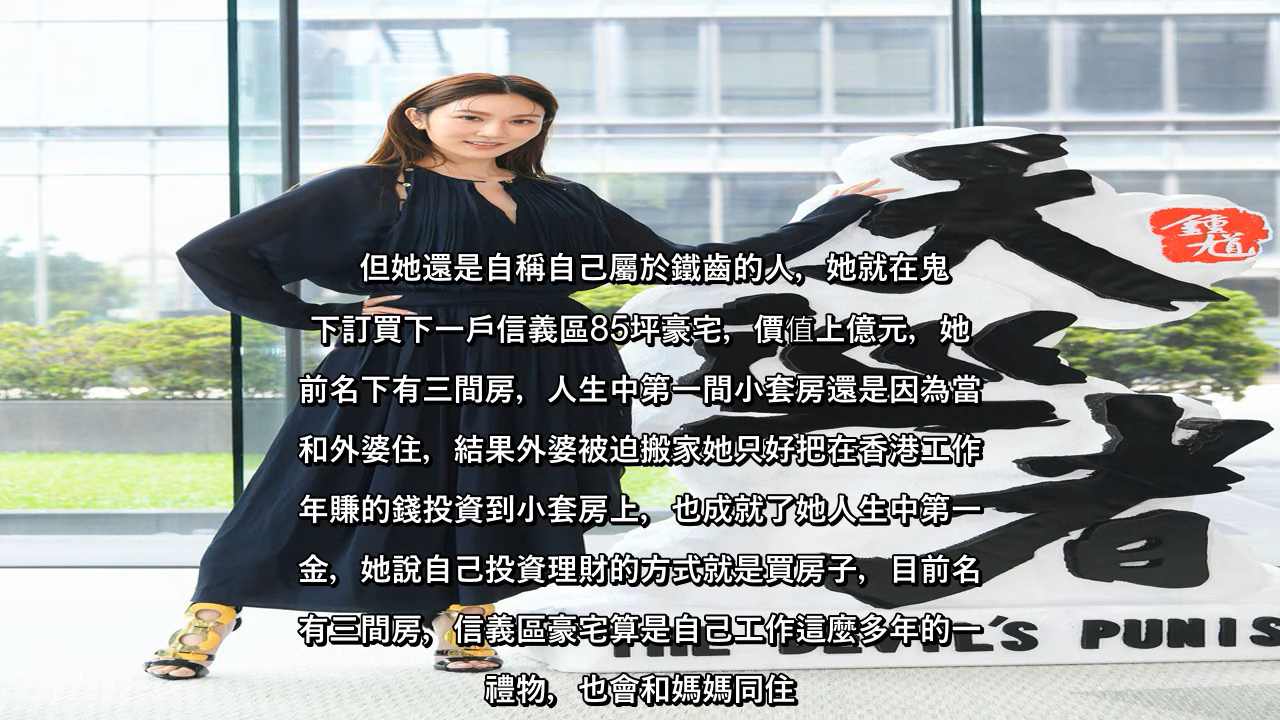 但她還是自稱自己屬於鐵齒的人，她就在鬼
下訂買下一戶信義區85坪豪宅，價值上億元，她
前名下有三間房，人生中第一間小套房還是因為當
和外婆住，結果外婆被迫搬家她只好把在香港工作
年賺的錢投資到小套房上，也成就了她人生中第一
金，她說自己投資理財的方式就是買房子，目前名
有三間房，信義區豪宅算是自己工作這麼多年的一
禮物，也會和媽媽同住
鍾馗
天巡者
THE DEVIL'S PUNIS